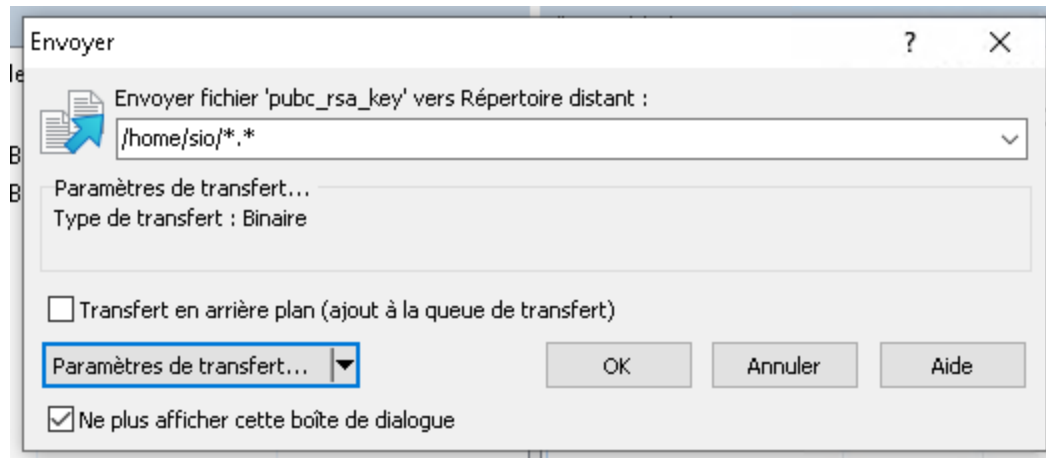 Envoyer
?
Envoyer fichier 'pubc_rsa_key' vers Répertoire distant :
/home/sio/*.*
Paramètres de transfert...
Type de transfert : Binaire
Transfert en arrière plan (ajout à la queue de transfert)
Paramètres de transfert...
OK
Annuler
Aide
Ne plus afficher cette boîte de dialogue